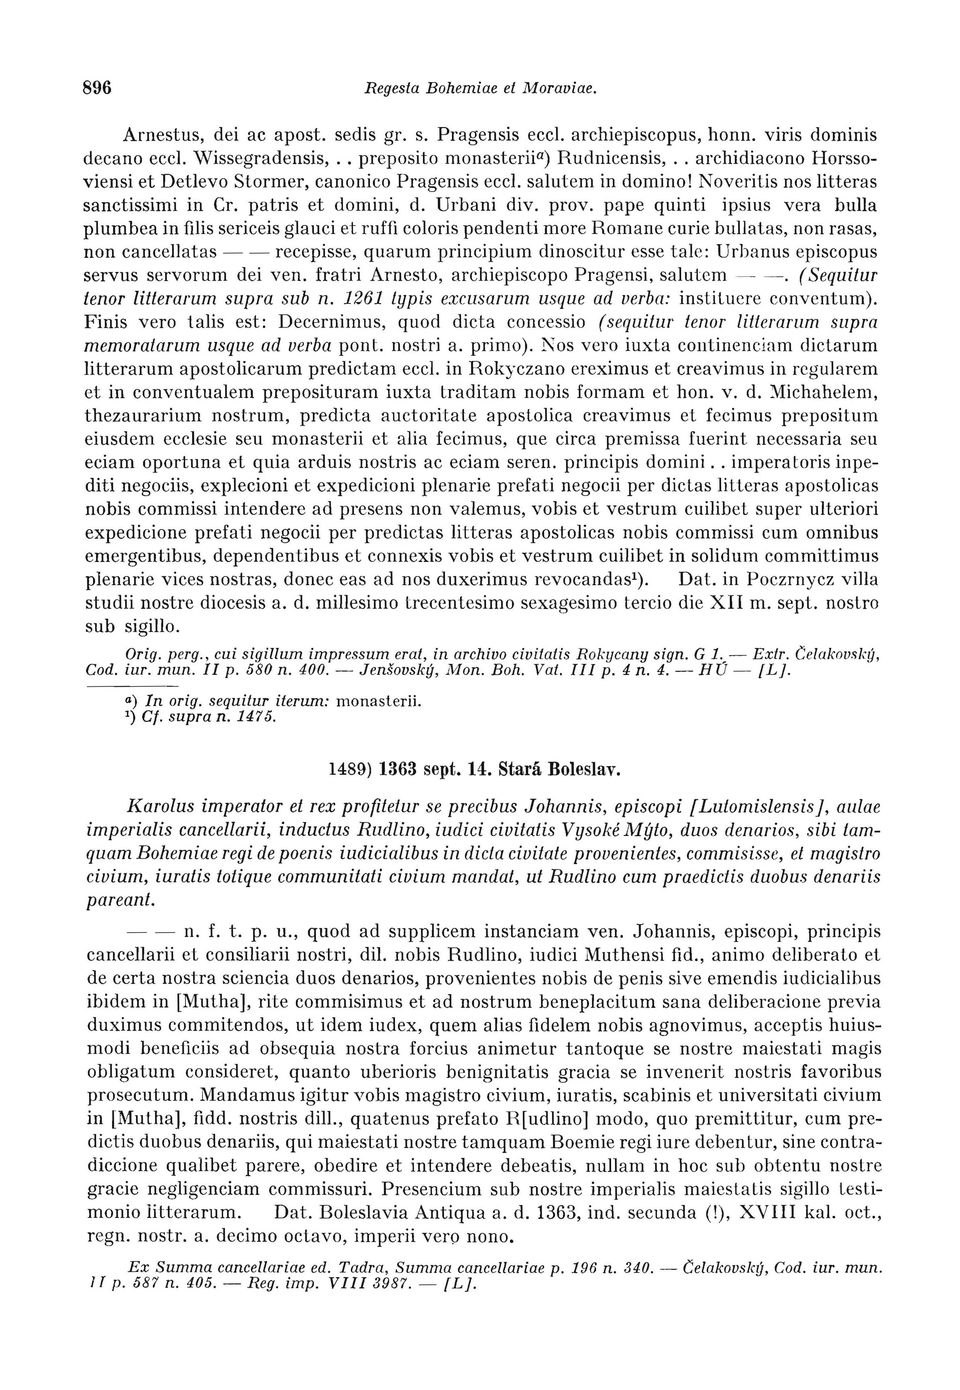 896 Regesta Bohemiae et Moraviae.
Arnestus, dei ac apost. sedis gr. s. Pragensis eccl. archiepiscopus, honn. viris dominis
decano eccl. Wissegradensis, . . preposito monasteriiª) Rudnicensis, . . archidiacono Horsso-
viensi et Detlevo Stormer, canonico Pragensis eccl. salutem in domino! Noveritis nos litteras
sanctissimi in Cr. patris et domini, d. Urbani div. prov. pape quinti ipsius vera bulla
plumbea in filis sericeis glauci et ruffi coloris pendenti more Romane curie bullatas, non rasas,
non cancellatas — — recepisse, quarum principium dinoscitur esse tale: Urbanus episcopus
servus servorum dei ven. fratri Arnesto, archiepiscopo Pragensi, salutem — —. (Sequitur
tenor litterarum supra sub n. 1261 typis excusarum usque ad verba: instituere conventum).
Finis vero talis est: Decernimus, quod dicta concessio (sequitur tenor litterarum supra
memoratarum usque ad verba pont. nostri a. primo). Nos vero iuxta continenciam dictarum
litterarum apostolicarum predictam eccl. in Rokyczano ereximus et creavimus in regularem
et in conventualem preposituram iuxta traditam nobis formam et hon. v. d. Michahelem,
thezaurarium nostrum, predicta auctoritate apostolica creavimus et fecimus prepositum
eiusdem ecclesie seu monasterii et alia fecimus, que circa premissa fuerint necessaria seu
eciam oportuna et quia arduis nostris ac eciam seren. principis domini . . imperatoris inpe-
diti negociis, explecioni et expedicioni plenarie prefati negocii per dictas litteras apostolicas
nobis commissi intendere ad presens non valemus, vobis et vestrum cuilibet super ulteriori
expedicione prefati negocii per predictas litteras apostolicas nobis commissi cum omnibus
emergentibus, dependentibus et connexis vobis et vestrum cuilibet in solidum committimus
plenarie vices nostras, donec eas ad nos duxerimus revocandas¹). Dat. in Poczrnycz villa
studii nostre diocesis a. d. millesimo trecentesimo sexagesimo tercio die XII m. sept. nostro
sub sigillo.
Orig. perg., cui sigillum impressum erat, in archivo civitatis Rokycany sign. G 1. — Extr. Čelakovský,
Cod. iur. mun. II p. 580 n. 400. — Jenšovský, Mon. Boh. Vat. III p. 4 n. 4. — HÚ — [L].
ª) In orig. sequitur iterum: monasterii.
¹) Cf. supra n. 1475.
1489) 1363 sept. 14. Stará Boleslav.
Karolus imperator et rex profitetur se precibus Johannis, episcopi [Lutomislensis], aulae
imperialis cancellarii, inductus Rudlino, iudici civitatis Vysoké Mýto, duos denarios, sibi tam-
quam Bohemiae regi de poenis iudicialibus in dicta civitate provenientes, commisisse, et magistro
civium, iuratis totique communitati civium mandat, ut Rudlino cum praedictis duobus denariis
pareant.
— — n. f. t. p. u., quod ad supplicem instanciam ven. Johannis, episcopi, principis
cancellarii et consiliarii nostri, dil. nobis Rudlino, iudici Muthensi fid., animo deliberato et
de certa nostra sciencia duos denarios, provenientes nobis de penis sive emendis iudicialibus
ibidem in [Mutha], rite commisimus et ad nostrum beneplacitum sana deliberacione previa
duximus commitendos, ut idem iudex, quem alias fidelem nobis agnovimus, acceptis huius-
modi beneficiis ad obsequia nostra forcius animetur tantoque se nostre maiestati magis
obligatum consideret, quanto uberioris benignitatis gracia se invenerit nostris favoribus
prosecutum. Mandamus igitur vobis magistro civium, iuratis, scabinis et universitati civium
in [Mutha], fidd. nostris dill., quatenus prefato R[udlino] modo, quo premittitur, cum pre-
dictis duobus denariis, qui maiestati nostre tamquam Boemie regi iure debentur, sine contra-
diccione qualibet parere, obedire et intendere debeatis, nullam in hoc sub obtentu nostre
gracie negligenciam commissuri. Presencium sub nostre imperialis maiestatis sigillo testi-
monio litterarum. Dat. Boleslavia Antiqua a. d. 1363, ind. secunda (!), XVIII kal. oct.,
regn. nostr. a. decimo octavo, imperii vero nono.
Ex Summa cancellariae ed. Tadra, Summa cancellariae p. 196 n. 340. — Čelakovský, Cod. iur. mun.
II p. 587 n. 405. — Reg. imp. VIII 3987. — [L].